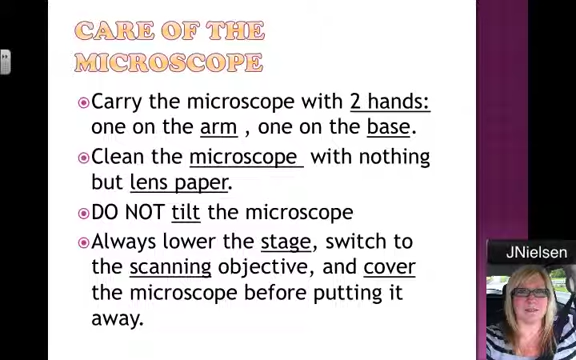 CARE OF THE
MICROSCOPE
Carry the microscope with 2 hands:
one on the arm , one on the base.
Clean the microscope with nothing
but lens paper.
DO NOT tilt the microscope
Always lower the stage, switch to
the scanning objective, and cover
the microscope before putting it
away.
JNielsen